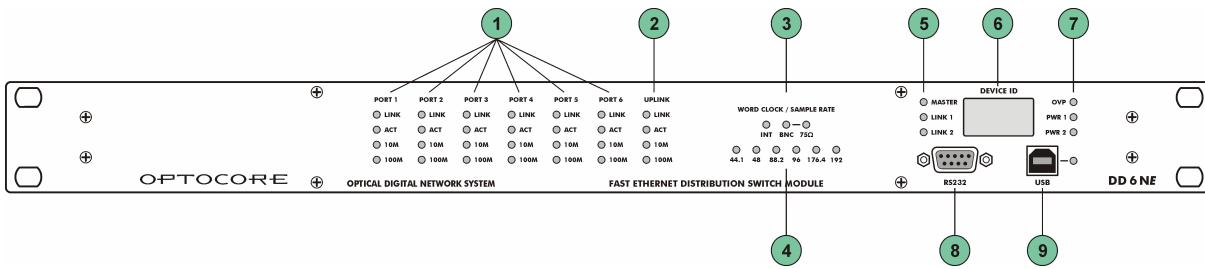 1 2 3 5 6 7
DEVICE ID
PORT 1 PORT 2 PORT 3 PORT 4 PORT 5 PORT 6 UPLINK
LINK LINK LINK LINK LINK LINK LINK
ACT ACT ACT ACT ACT ACT ACT
10M 10M 10M 10M 10M 10M 10M
100M 100M 100M 100M 100M 100M 100M
WORD CLOCK / SAMPLE RATE
INT BNC 75Ω
44.1 48 88.2 96 176.4 192
MASTER
LINK 1
LINK 2
OVP
PWR 1
PWR 2
OPTOCORE
OPTICAL DIGITAL NETWORK SYSTEM
FAST ETHERNET DISTRIBUTION SWITCH MODULE
RS232
USB
DD 6 NE
4 8 9